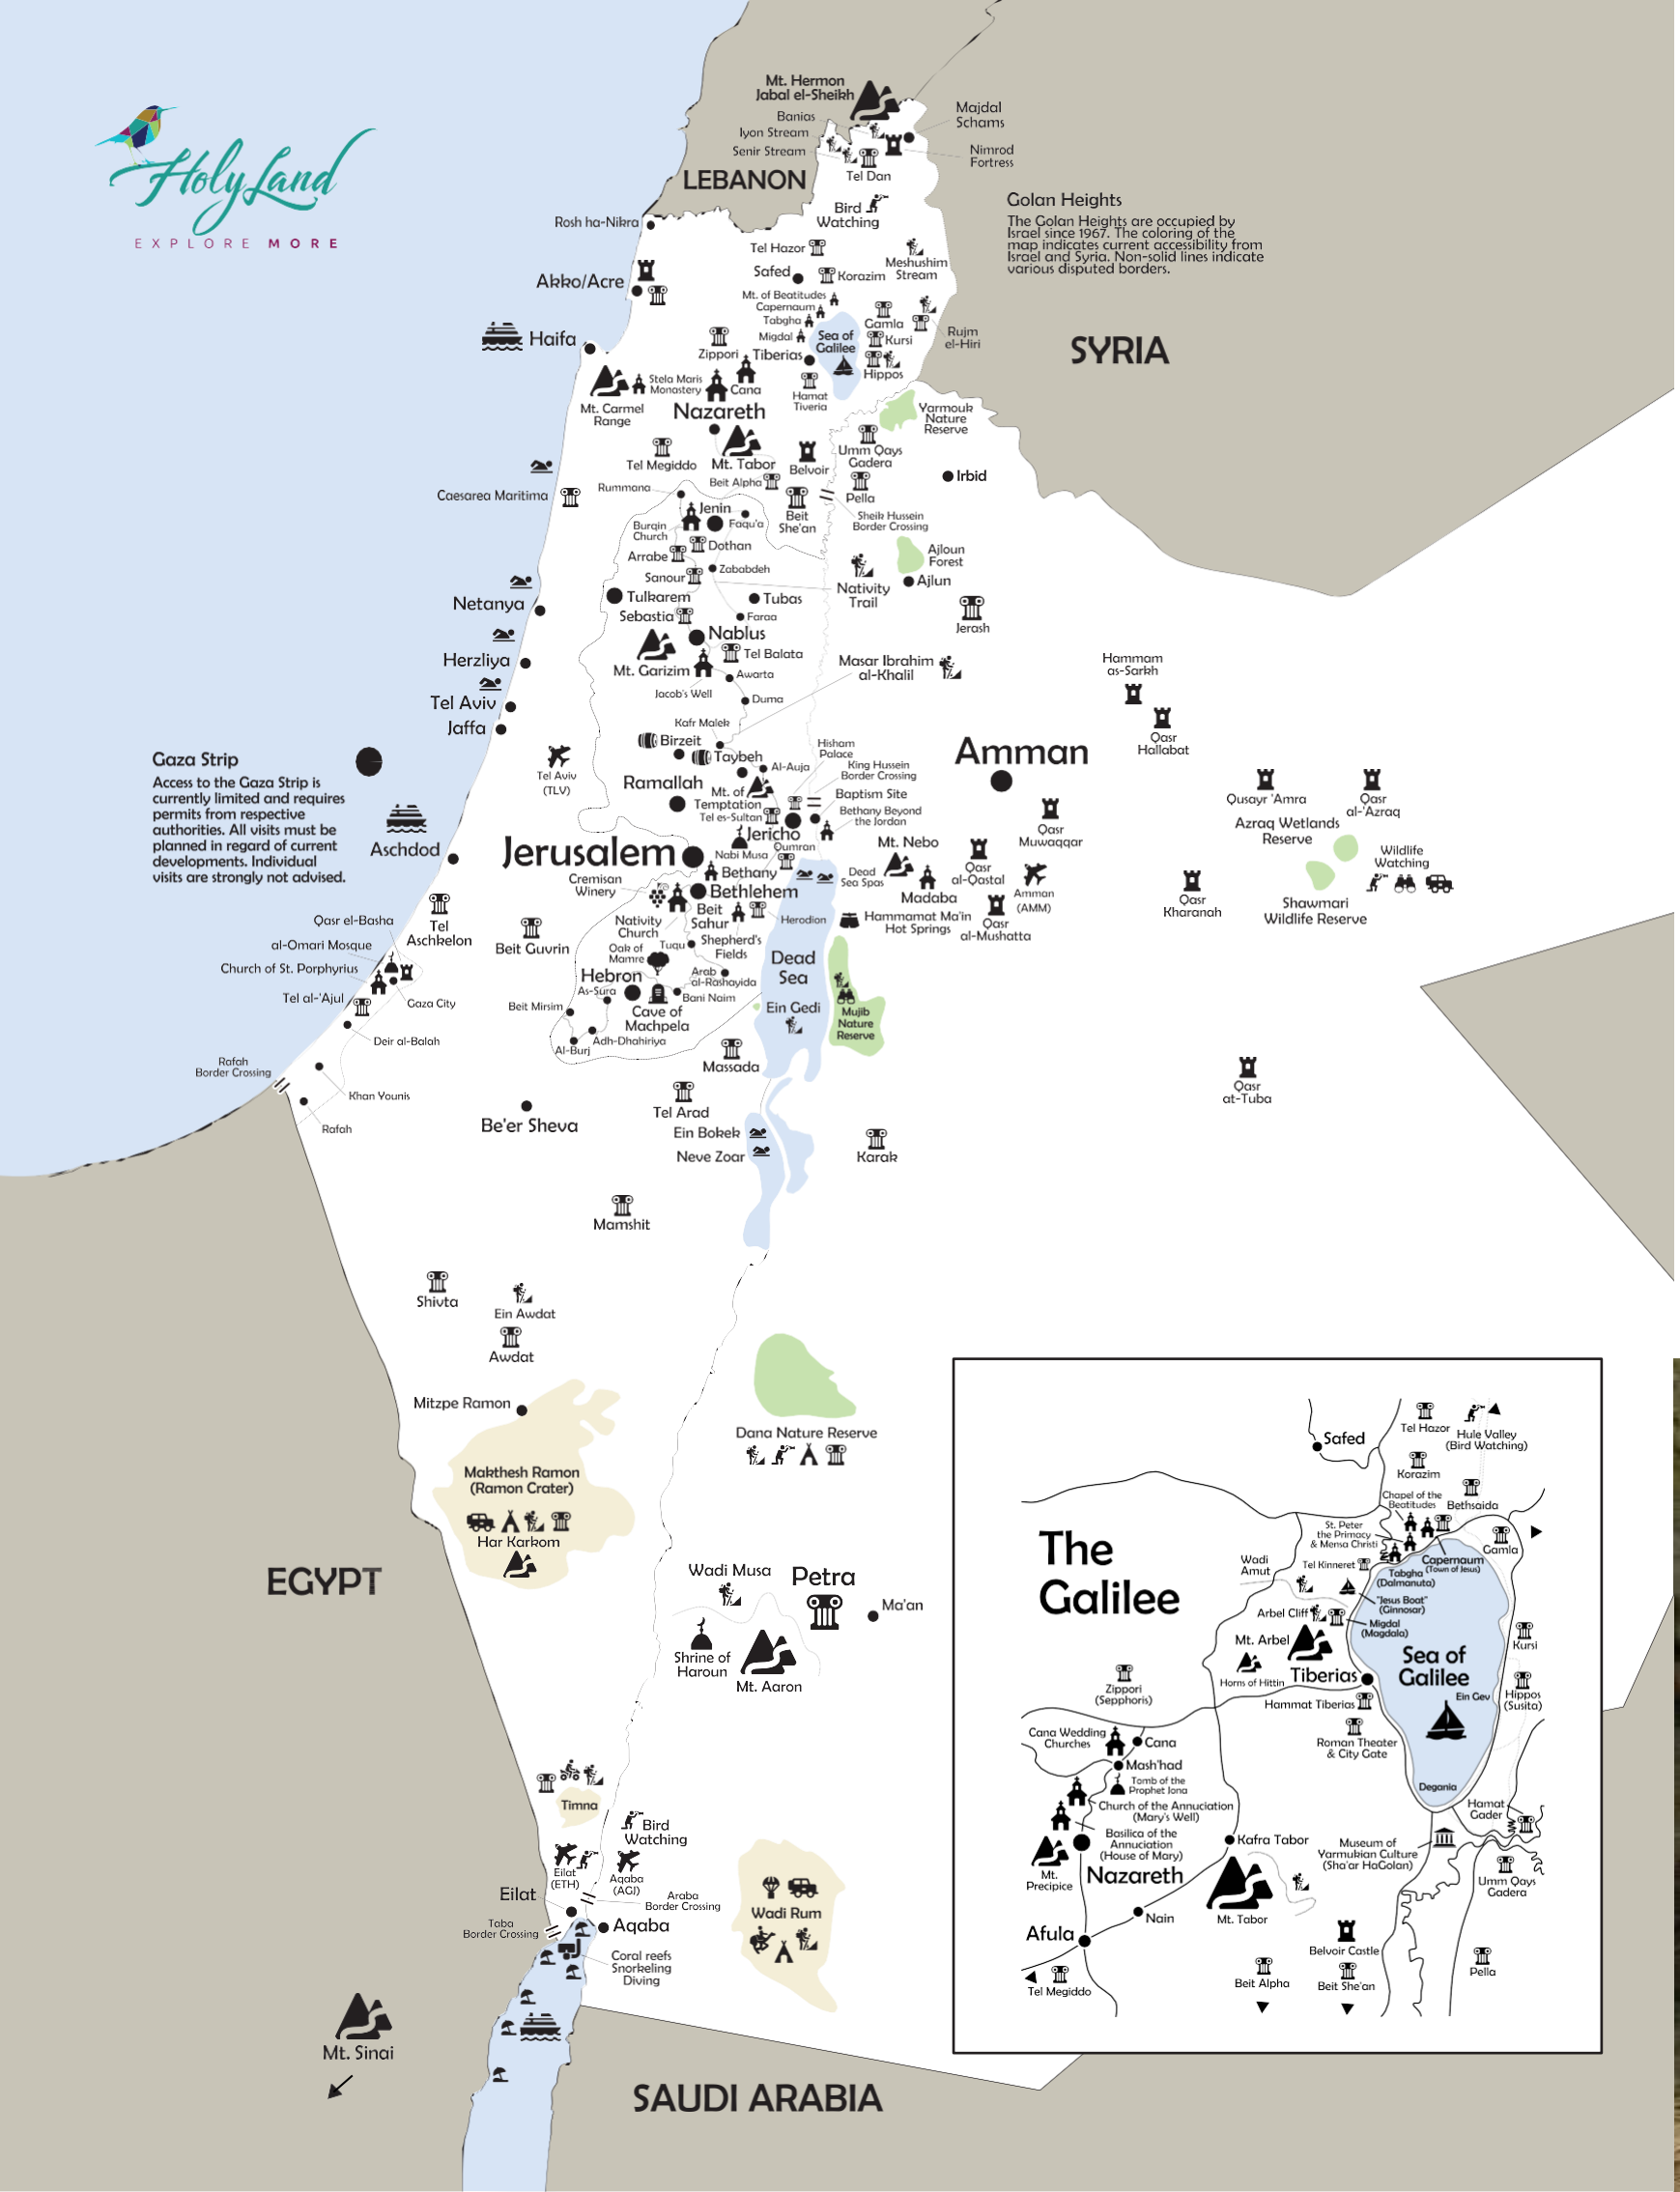 Mt. Hermon
Jabal el-Sheikh
Banias
Iyon Stream
Senir Stream
Majdal
Schams
Nimrod
Fortress
Tel Dan
HolyLand
EXPLORE MORE
LEBANON
Bird
Watching
Golan Heights
The Golan Heights are occupied by
Israel since 1967. The coloring of the
map indicates current accessibility from
Israel and Syria. Non-solid lines indicate
various disputed borders.
Rosh ha-Nikra
Tel Hazor
Meshushim
Stream
Safed
Korazim
Akko/Acre
Mt. of Beatitudes
Capernaum
Tabgha
Migdal
Sea of
Galilee
Gamla
Kursi
Rujm
el-Hiri
SYRIA
Haifa
Zippori
Tiberias
Hippos
Stela Maris
Monastery
Cana
Hamat
Tiveria
Mt. Carmel
Range
Nazareth
Yarmouk
Nature
Reserve
Tel Megiddo
Mt. Tabor
Belvoir
Umm Qays
Gadera
Irbid
Beit Alpha
Rummana
Caesarea Maritima
Pella
Beit
She'an
Sheik Hussein
Border Crossing
Jenin
Faqu'a
Burqin
Church
Dothan
Arrabe
Ajloun
Forest
Zababdeh
Sanour
Ajlun
Nativity
Trail
Netanya
Tulkarem
Tubas
Sebastia
Faraa
Jerash
Nablus
Herzliya
Mt. Garizim
Tel Balata
Masar Ibrahim
al-Khalil
Awarta
Jacob's Well
Duma
Hammam
as-Sarkh
Tel Aviv
Jaffa
Kafr Malek
Birzeit
Taybeh
Hisham
Palace
Qasr
Hallabat
Amman
Gaza Strip
Access to the Gaza Strip is
currently limited and requires
permits from respective
authorities. All visits must be
planned in regard of current
developments. Individual
visits are strongly not advised.
Tel Aviv
(TLV)
Al-Auja
King Hussein
Border Crossing
Ramallah
Mt. of
Temptation
Baptism Site
Tel es-Sultan
Bethany Beyond
the Jordan
Qusayr 'Amra
Qasr
al-'Azraq
Azraq Wetlands
Reserve
Qasr
Muwaqqar
Aschdod
Jerusalem
Jericho
Nabi Musa
Qumran
Mt. Nebo
Wildlife
Watching
Cremisan
Winery
Bethany
Dead
Sea Spas
Qasr
al-Qastal
Amman
(AMM)
Bethlehem
Madaba
Qasr
Kharanah
Shawmari
Wildlife Reserve
Nativity
Church
Beit
Sahur
Herodion
Hammamat Ma'in
Hot Springs
Qasr
al-Mushatta
Tel
Aschkelon
Beit Guvrin
Qasr el-Basha
al-Omari Mosque
Church of St. Porphyrius
Tel al-'Ajul
Gaza City
Deir al-Balah
Oak of
Mamre
Tuqu
Shepherd's
Fields
Dead
Sea
Hebron
Arab
al-Rashayida
As-Sura
Bani Naim
Beit Mirsim
Cave of
Machpela
Ein Gedi
Mujib
Nature
Reserve
Adh-Dhahiriya
Al-Burj
Massada
Rafah
Border Crossing
Khan Younis
Rafah
Be'er Sheva
Tel Arad
Ein Bokek
Neve Zoar
Karak
Qasr
at-Tuba
Mamshit
Shivta
Ein Awdat
Awdat
Mitzpe Ramon
Makthesh Ramon
(Ramon Crater)
Har Karkom
Dana Nature Reserve
EGYPT
Wadi Musa
Petra
Ma'an
Shrine of
Haroun
Mt. Aaron
Timna
Bird
Watching
Eilat
(ETH)
Aqaba
(AGJ)
Eilat
Araba
Border Crossing
Taba
Border Crossing
Aqaba
Wadi Rum
Coral reefs
Snorkeling
Diving
Mt. Sinai
SAUDI ARABIA
The
Galilee
Safed
Tel Hazor
Hule Valley
(Bird Watching)
Korazim
Chapel of the
Beatitudes
Bethsaida
St. Peter
the Primacy
& Mensa Christi
Gamla
Wadi
Amut
Tel Kinneret
Capernaum
(Town of Jesus)
Tabgha
(Dalmanuta)
"Jesus Boat"
(Ginnosar)
Arbel Cliff
Migdal
(Magdala)
Mt. Arbel
Sea of
Galilee
Kursi
Horns of Hittin
Tiberias
Zippori
(Sepphoris)
Ein Gev
Hippos
(Susita)
Hammat Tiberias
Cana Wedding
Churches
Cana
Roman Theater
& City Gate
Mash'had
Tomb of the
Prophet Jona
Degania
Church of the Annuciation
(Mary's Well)
Hamat
Gader
Basilica of the
Annuciation
(House of Mary)
Kafra Tabor
Museum of
Yarmukian Culture
(Sha'ar HaGolan)
Mt.
Precipice
Nazareth
Umm Qays
Gadera
Nain
Mt. Tabor
Afula
Belvoir Castle
Tel Megiddo
Beit Alpha
Beit She'an
Pella